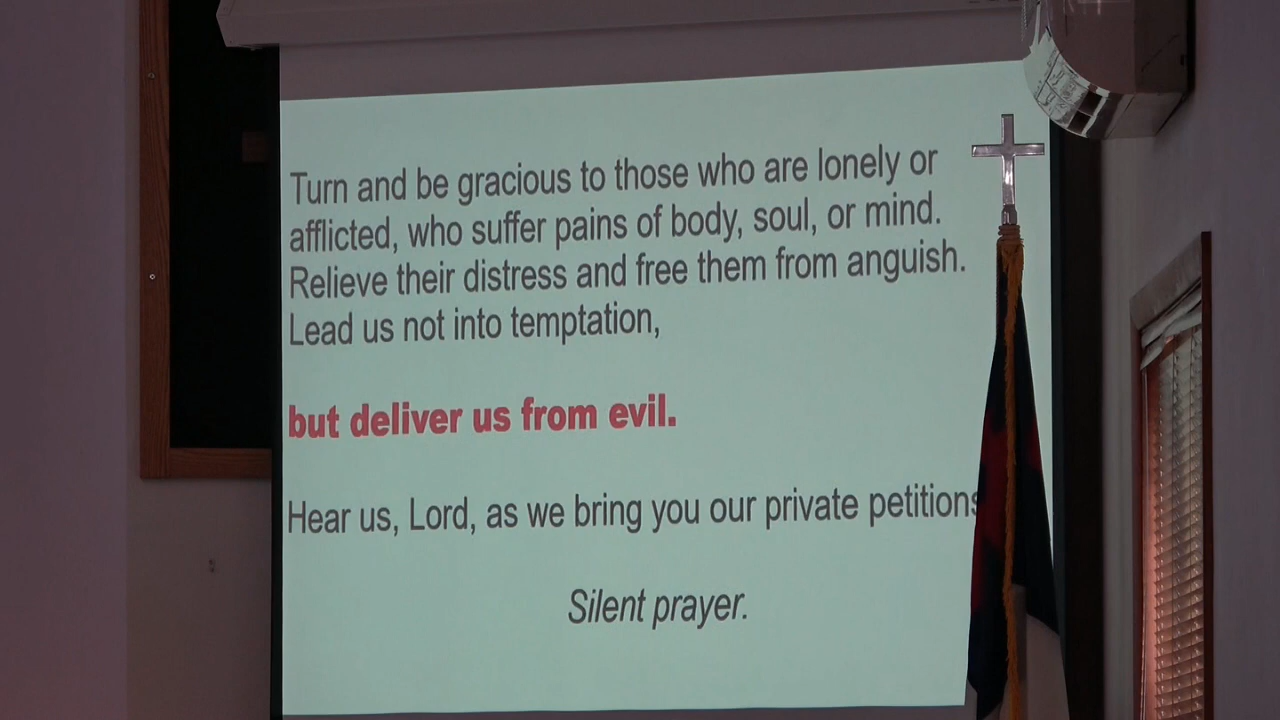 Turn and be gracious to those who are lonely or
afflicted, who suffer pains of body, soul, or mind.
Relieve their distress and free them from anguish.
Lead us not into temptation,
but deliver us from evil.
Hear us, Lord, as we bring you our private petitions
Silent prayer.